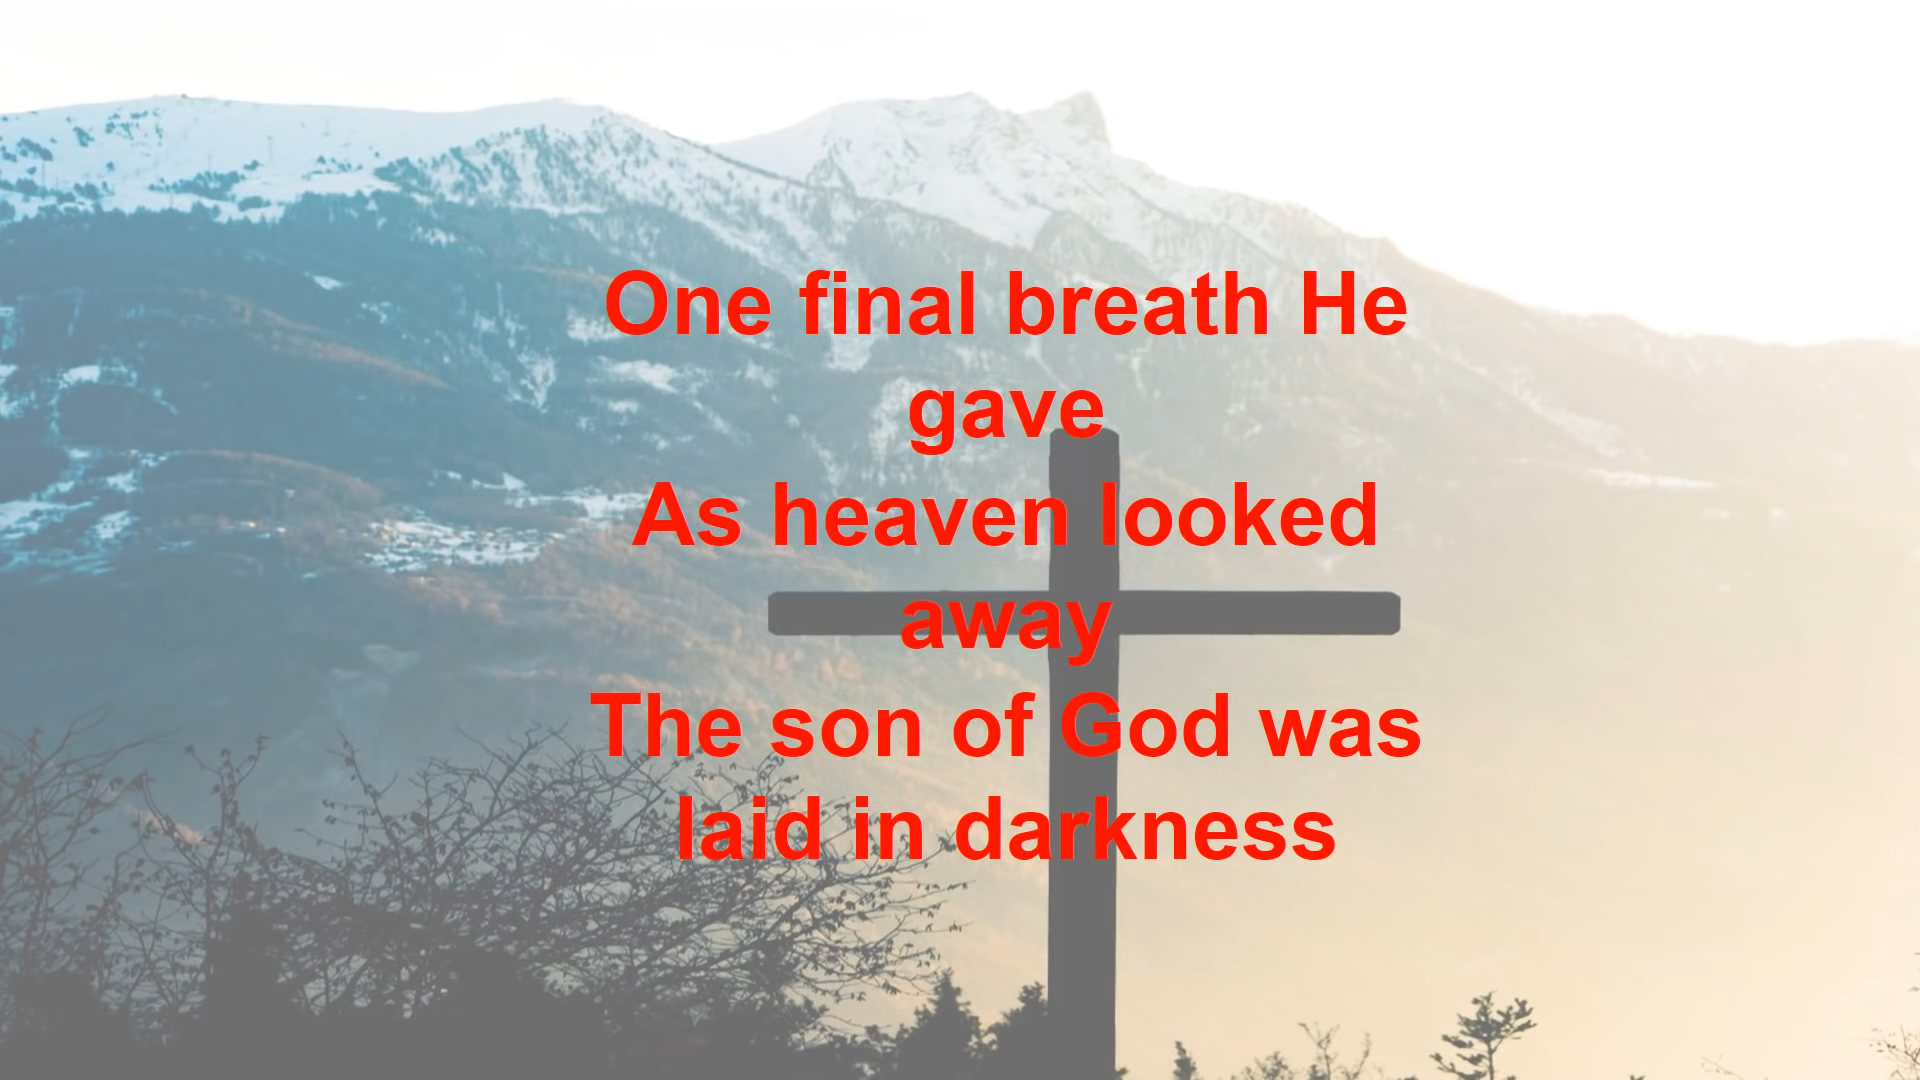 One final breath He
gave
As heaven looked
away
The son of God was
laid in darkness